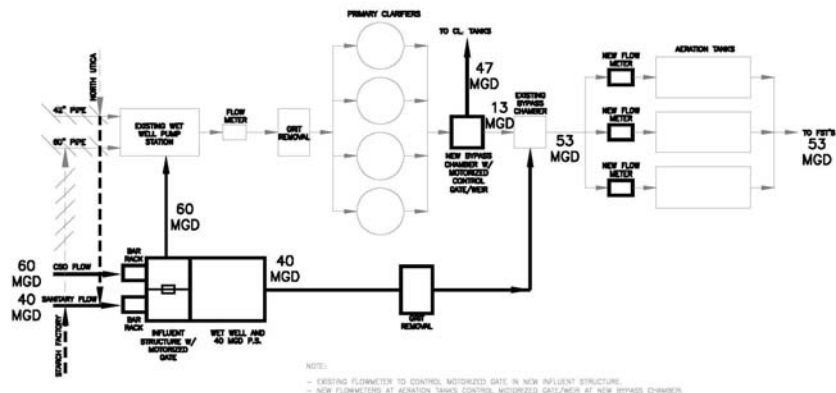 PRIMARY CLARIFIERS
TO CL. TANKS
47
MGD
NEW FLOW
METER
AERATION TANKS
NORTH UTICA
42" PIPE
60" PIPE
EXISTING WET
WELL PUMP
STATION
FLOW
METER
GRIT
REMOVAL
13
MGD
NEW BYPASS
CHAMBER W/
MOTORIZED
CONTROL
GATE/WEIR
EXISTING
BYPASS
CHAMBER
53
MGD
NEW FLOW
METER
TO FST'S
53
MGD
NEW FLOW
METER
60
MGD
60
MGD
CSO FLOW
BAR
RACK
40
MGD
40
MGD
SANITARY FLOW
BAR
RACK
GRIT
REMOVAL
STARCH FACTORY
INFLUENT
STRUCTURE W/
MOTORIZED
GATE
WET WELL AND
40 MGD P.S.
NOTE:
- EXISTING FLOWMETER TO CONTROL MOTORIZED GATE IN NEW INFLUENT STRUCTURE.
- NEW FLOWMETERS AT AERATION TANKS CONTROL MOTORIZED GATE/WEIR AT NEW BYPASS CHAMBER.